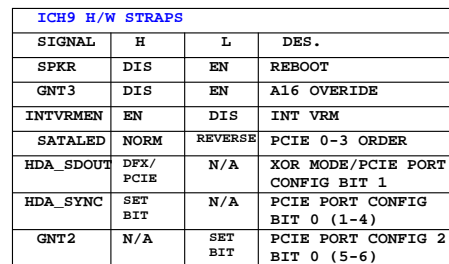 ICH9 H/W STRAPS
SIGNAL H L DES.
SPKR DIS EN REBOOT
GNT3 DIS EN A16 OVERIDE
INTVRMEN EN DIS INT VRM
SATALED NORM REVERSE PCIE 0-3 ORDER
HDA_SDOUT DFX/ PCIE N/A XOR MODE/PCIE PORT
CONFIG BIT 1
HDA_SYNC SET BIT N/A PCIE PORT CONFIG
BIT 0 (1-4)
GNT2 N/A SET BIT PCIE PORT CONFIG 2
BIT 0 (5-6)